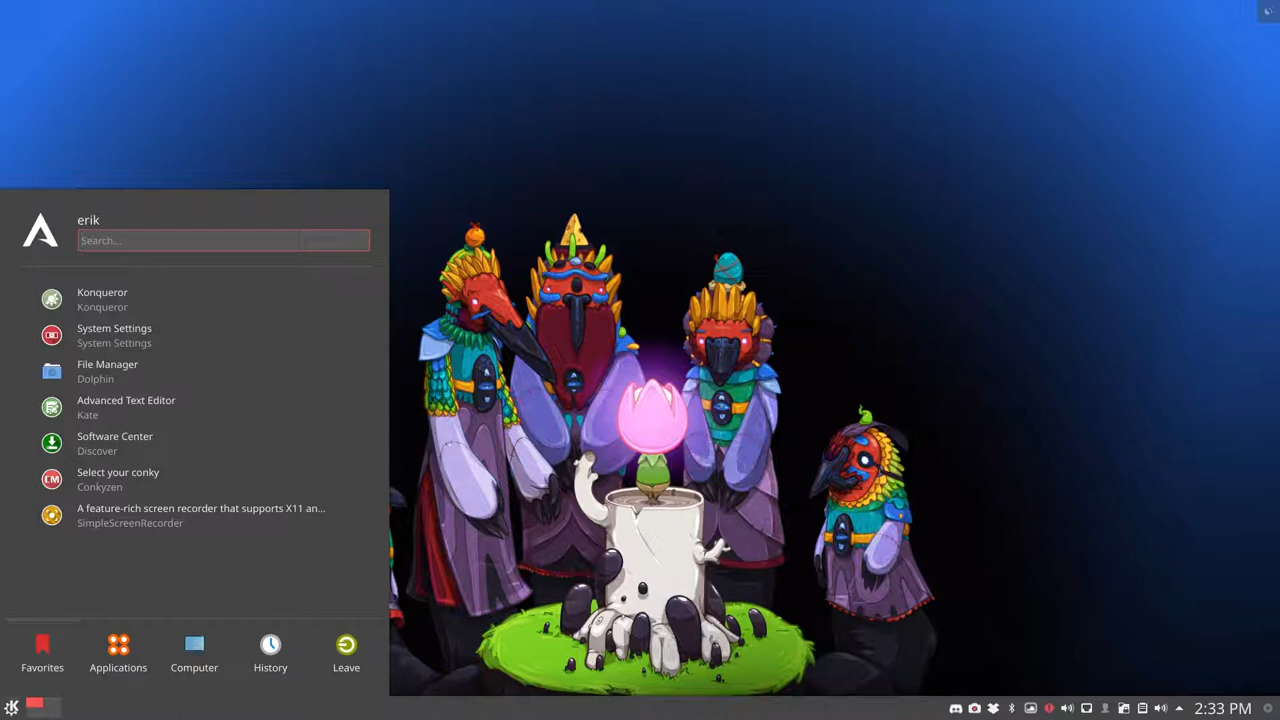 erik
Search...
Konqueror
Konqueror
System Settings
System Settings
File Manager
Dolphin
Advanced Text Editor
Kate
Software Center
Discover
Select your conky
Conkyzen
A feature-rich screen recorder that supports X11 an...
SimpleScreenRecorder
Favorites
Applications
Computer
History
Leave
2:33 PM